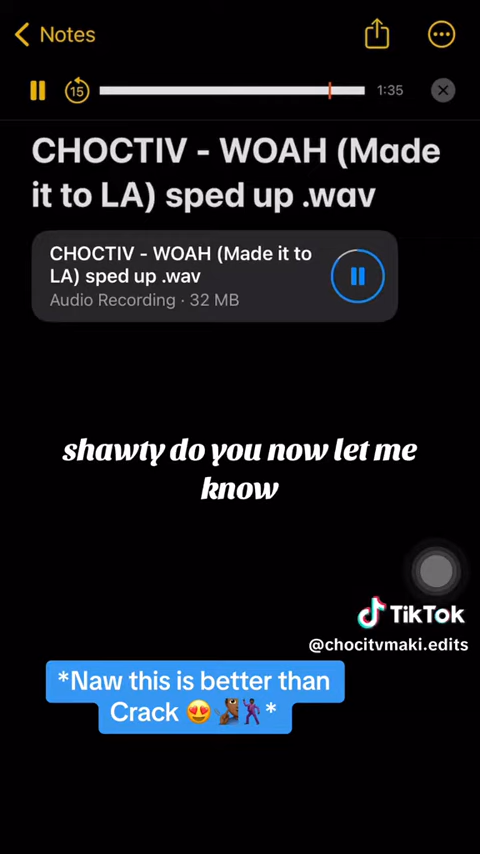 Notes
15
1:35
CHOCTIV - WOAH (Made
it to LA) sped up .wav
CHOCTIV - WOAH (Made it to
LA) sped up .wav
Audio Recording · 32 MB
shawty do you now let me
know
TikTok
@chocitvmaki.edits
*Naw this is better than
Crack 😍🧏🏾‍♂️🕺🏿*